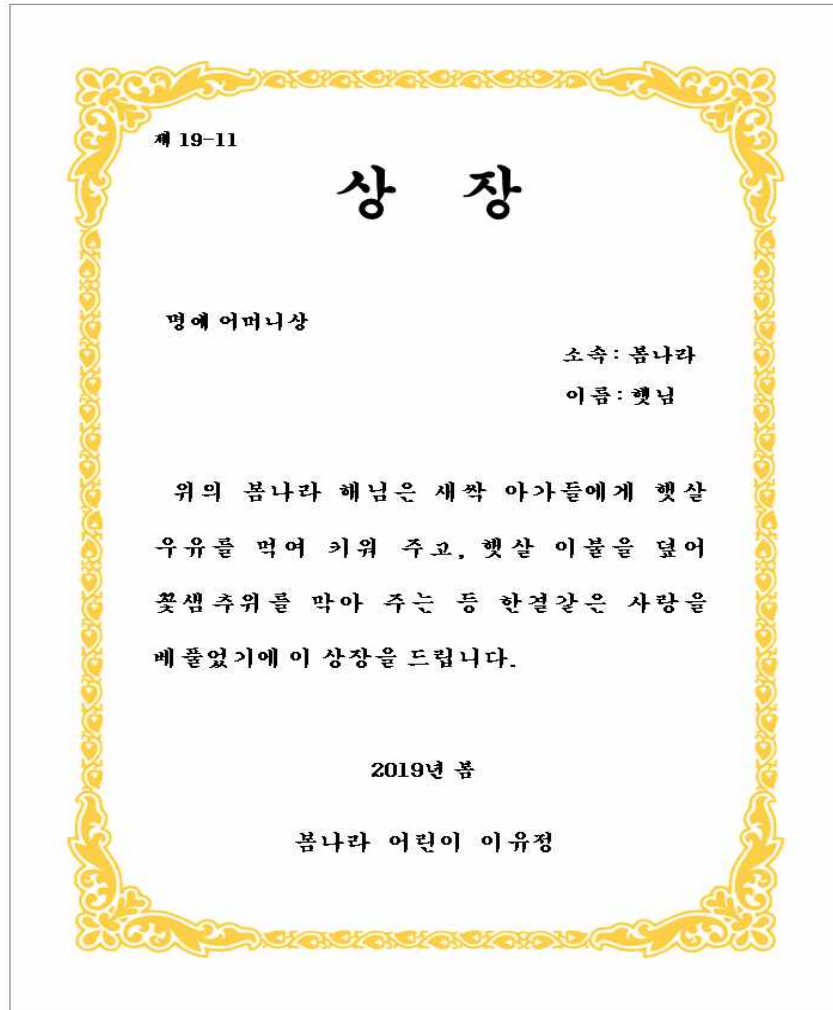 제 19-11
상 장
명예 어머니상
소속: 봄나라
이름: 햇님
위의 봄나라 해님은 새싹 아가들에게 햇살
우유를 먹여 키워 주고, 햇살 이불을 덮어
꽃샘추위를 막아 주는 등 한결같은 사랑을
베풀었기에 이 상장을 드립니다.
2019년 봄
봄나라 어린이 이유정